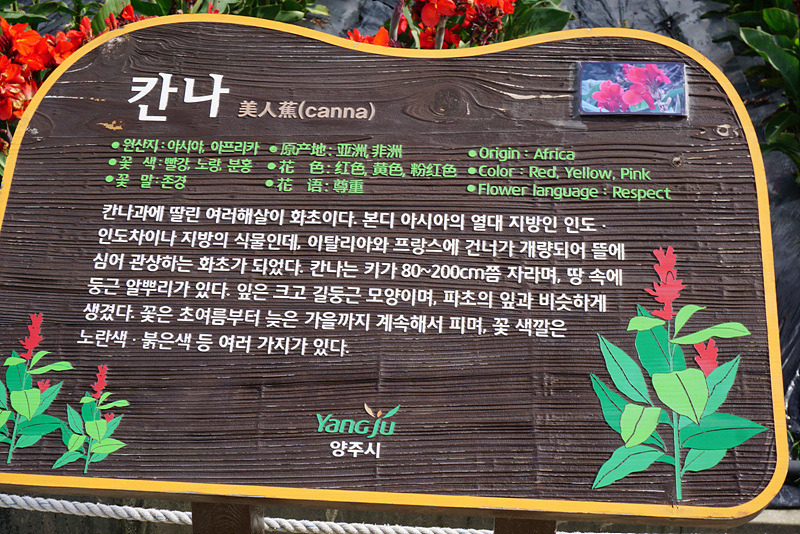 칸나 美人蕉(canna)
• 원산지 : 아시아, 아프리카 • 原产地 : 亚洲, 非洲 • Origin : Africa
• 꽃 색 : 빨강, 노랑, 분홍 • 花 色 : 红色, 黄色, 粉红色 • Color : Red, Yellow, Pink
• 꽃 말 : 존경 • 花 语 : 尊重 • Flower language : Respect
칸나과에 딸린 여러해살이 화초이다. 본디 아시아의 열대 지방인 인도 ·
인도차이나 지방의 식물인데, 이탈리아와 프랑스에 건너가 개량되어 뜰에
심어 관상하는 화초가 되었다. 칸나는 키가 80~200cm쯤 자라며, 땅 속에
둥근 알뿌리가 있다. 잎은 크고 길둥근 모양이며, 파초의 잎과 비슷하게
생겼다. 꽃은 초여름부터 늦은 가을까지 계속해서 피며, 꽃 색깔은
노란색 · 붉은색 등 여러 가지가 있다.
Yangju
양주시